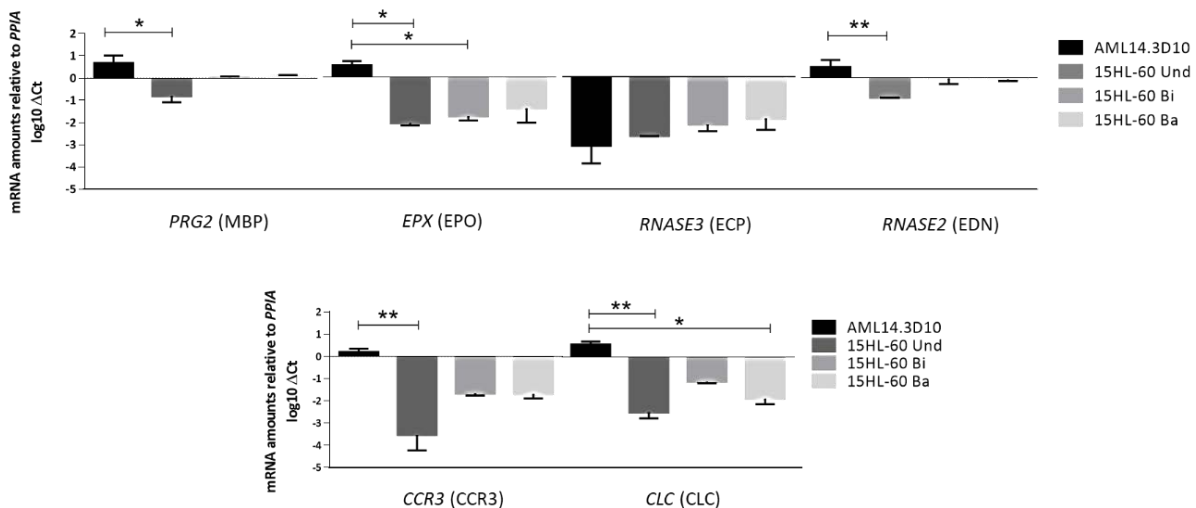 mRNA amounts relative to PPIA
log10 ΔCt
2
1
0
-1
-2
-3
-4
-5
*
*
*
**
AML14.3D10
15HL-60 Und
15HL-60 Bi
15HL-60 Ba
PRG2 (MBP)
EPX (EPO)
RNASE3 (ECP)
RNASE2 (EDN)
mRNA amounts relative to PPIA
log10 ΔCt
2
1
0
-1
-2
-3
-4
-5
**
**
*
AML14.3D10
15HL-60 Und
15HL-60 Bi
15HL-60 Ba
CCR3 (CCR3)
CLC (CLC)